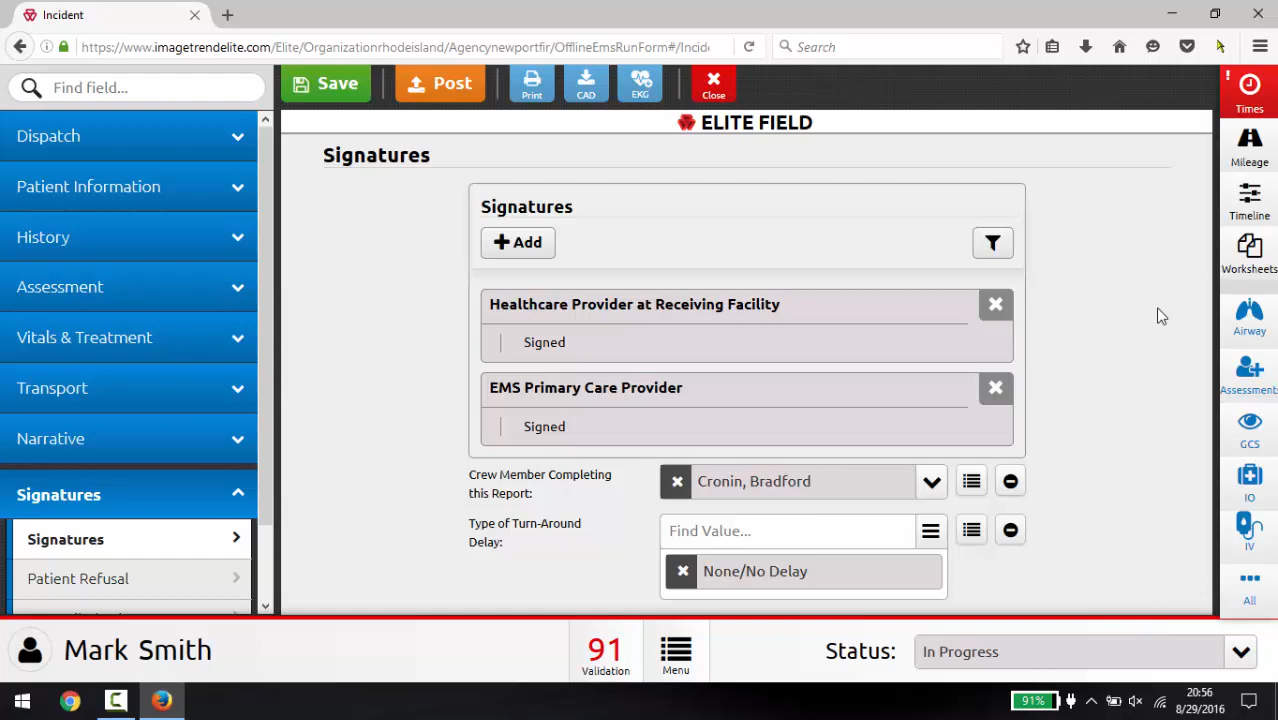 Incident
https://www.imagetrendelite.com/Elite/Organizationrhodeisland/Agencynewportfir/OfflineEmsRunForm#/Incide
Search
Find field...
Save
Post
Print
CAD
EKG
Close
! Times
ELITE FIELD
Dispatch
Patient Information
History
Assessment
Vitals & Treatment
Transport
Narrative
Signatures
Signatures
Patient Refusal
Signatures
Signatures
Add
Healthcare Provider at Receiving Facility
Signed
EMS Primary Care Provider
Signed
Crew Member Completing
this Report:
Cronin, Bradford
Type of Turn-Around
Delay:
Find Value...
None/No Delay
Mileage
Timeline
Worksheets
Airway
Assessments
GCS
IO
IV
All
Mark Smith
91
Validation
Menu
Status:
In Progress
91%
20:56
8/29/2016